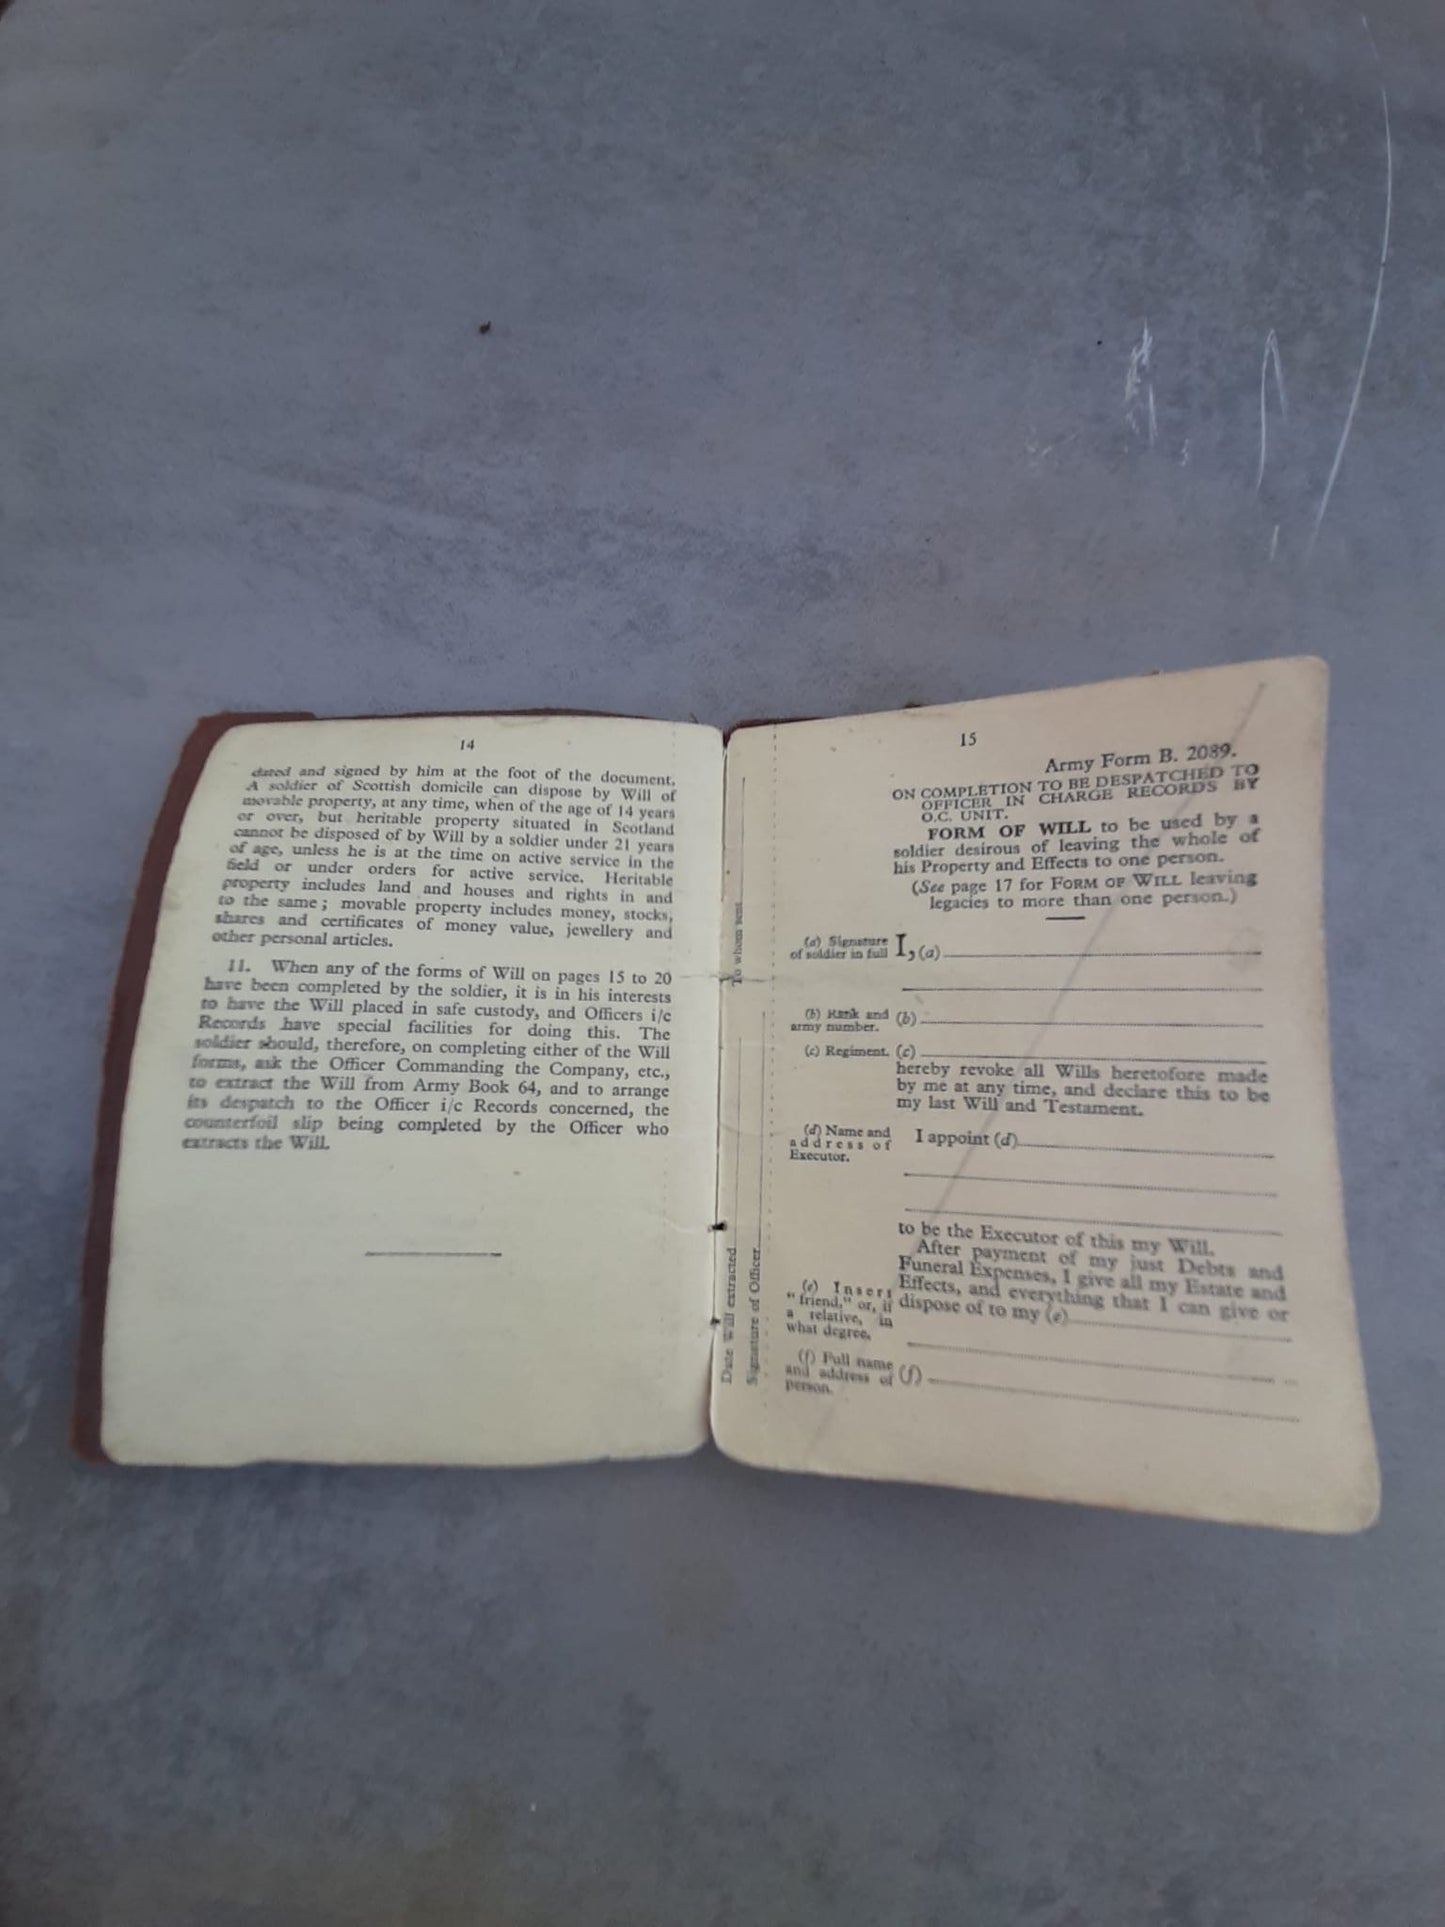 14
dated and signed by him at the foot of the document.
A soldier of Scottish domicile can dispose by Will of
movable property, at any time, when of the age of 14 years
or over, but heritable property situated in Scotland
cannot be disposed of by Will by a soldier under 21 years
of age, unless he is at the time on active service in the
field or under orders for active service. Heritable
property includes land and houses and rights in and
to the same; movable property includes money, stocks,
shares and certificates of money value, jewellery and
other personal articles.
11. When any of the forms of Will on pages 15 to 20
have been completed by the soldier, it is in his interests
to have the Will placed in safe custody, and Officers i/c
Records have special facilities for doing this. The
soldier should, therefore, on completing either of the Will
forms, ask the Officer Commanding the Company, etc.,
to extract the Will from Army Book 64, and to arrange
its despatch to the Officer i/c Records concerned, the
counterfoil slip being completed by the Officer who
extracts the Will.
To whom sent
Date Will extracted
Signature of Officer
15
Army Form B. 2089.
ON COMPLETION TO BE DESPATCHED TO
OFFICER IN CHARGE RECORDS BY
O.C. UNIT.
FORM OF WILL to be used by a
soldier desirous of leaving the whole of
his Property and Effects to one person.
(See page 17 for FORM OF WILL leaving
legacies to more than one person.)
(a) Signature
of soldier in full
I, (a)
(b) Rank and
army number.
(b)
(c) Regiment.
(c)
hereby revoke all Wills heretofore made
by me at any time, and declare this to be
my last Will and Testament.
(d) Name and
address of
Executor.
I appoint (d)
to be the Executor of this my Will.
After payment of my just Debts and
Funeral Expenses, I give all my Estate and
Effects, and everything that I can give or
dispose of to my (e)
(e) Insert
"friend," or, if
a relative, in
what degree.
(f) Full name
and address of
person.
(f)